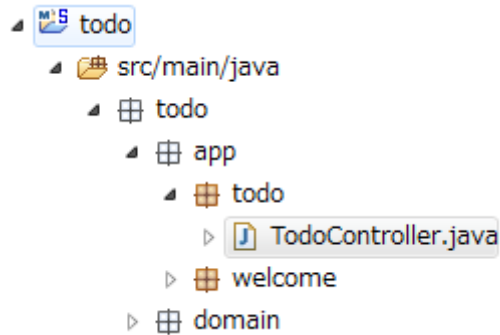 todo
src/main/java
todo
app
todo
TodoController.java
welcome
domain